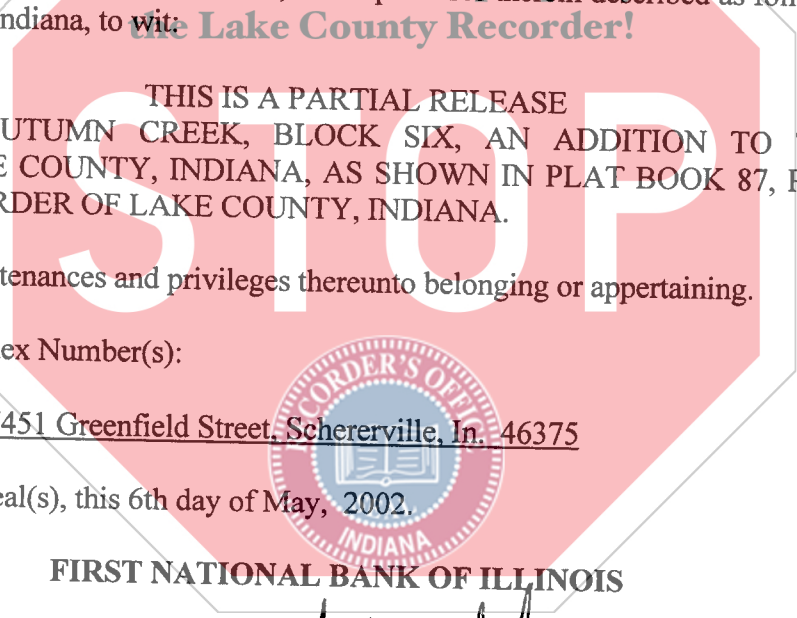 ndiana, to wit:
the Lake County Recorder!
THIS IS A PARTIAL RELEASE
UTUMN CREEK, BLOCK SIX, AN ADDITION TO
COUNTY, INDIANA, AS SHOWN IN PLAT BOOK 87,
RDER OF LAKE COUNTY, INDIANA.
STOP
tenances and privileges thereunto belonging or appertaining.
ex Number(s):
RECORDER'S OFFICE
451 Greenfield Street, Schererville, In. 46375
eal(s), this 6th day of May, 2002.
INDIANA
FIRST NATIONAL BANK OF ILLINOIS